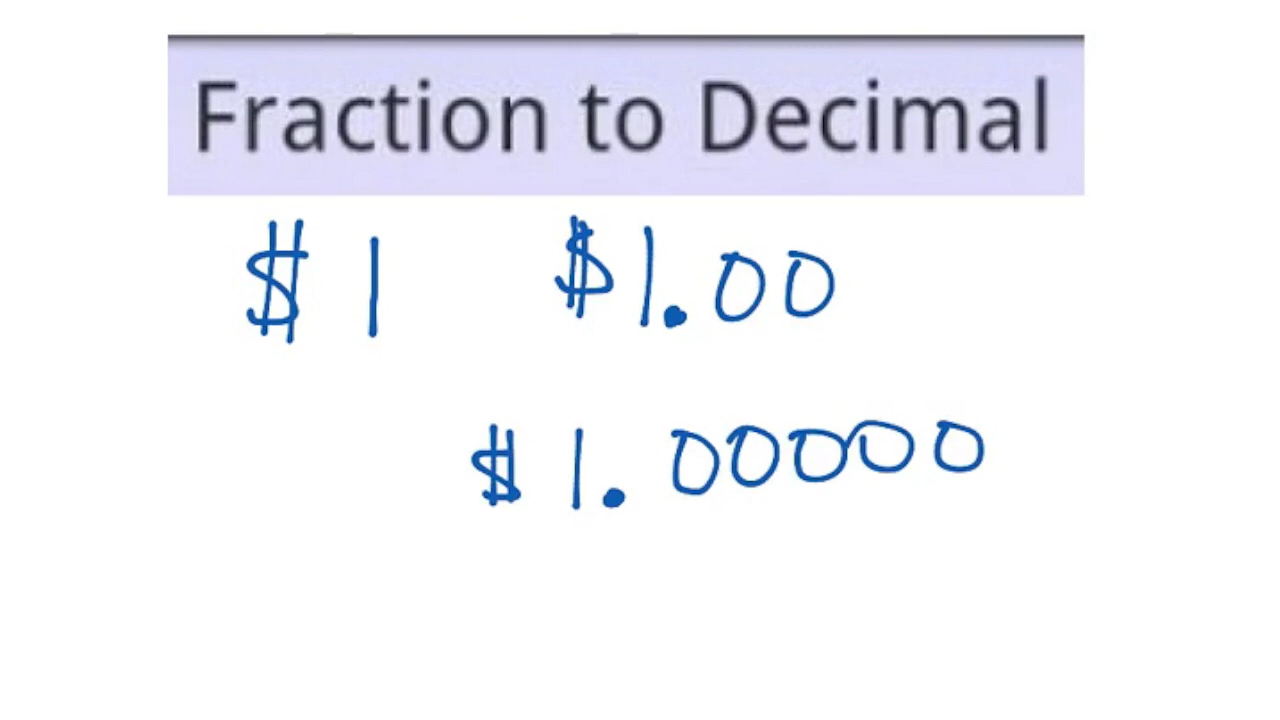 Fraction to Decimal
$ 1 $1.00
$ 1.00000